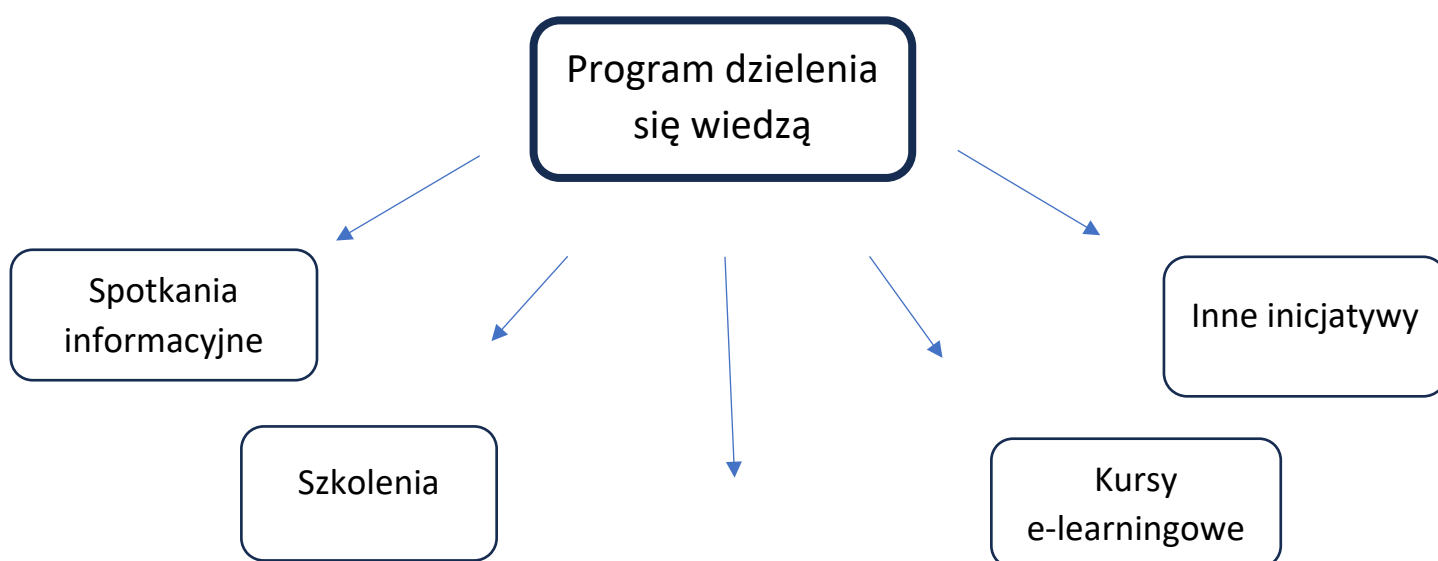 Program dzielenia
się wiedzą
Spotkania
informacyjne
Inne inicjatywy
Szkolenia
Kursy
e-learningowe